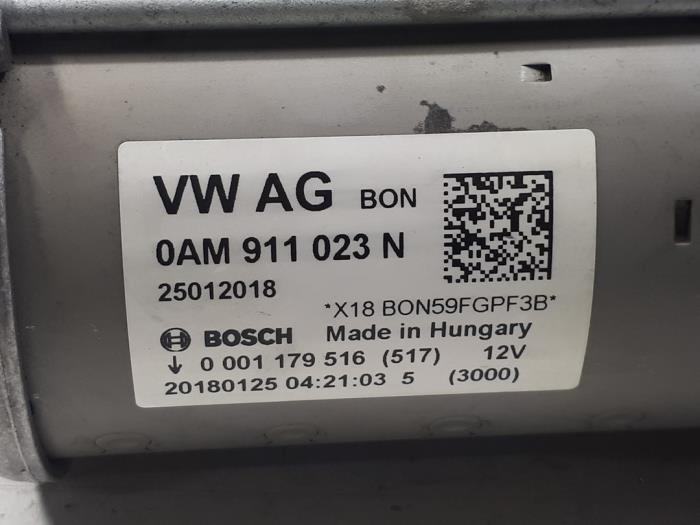 VW AG BON
0AM 911 023 N
25012018
*X18 BON59FGPF3B*
BOSCH Made in Hungary
↓ 0 001 179 516 (517) 12V
20180125 04:21:03 5 (3000)